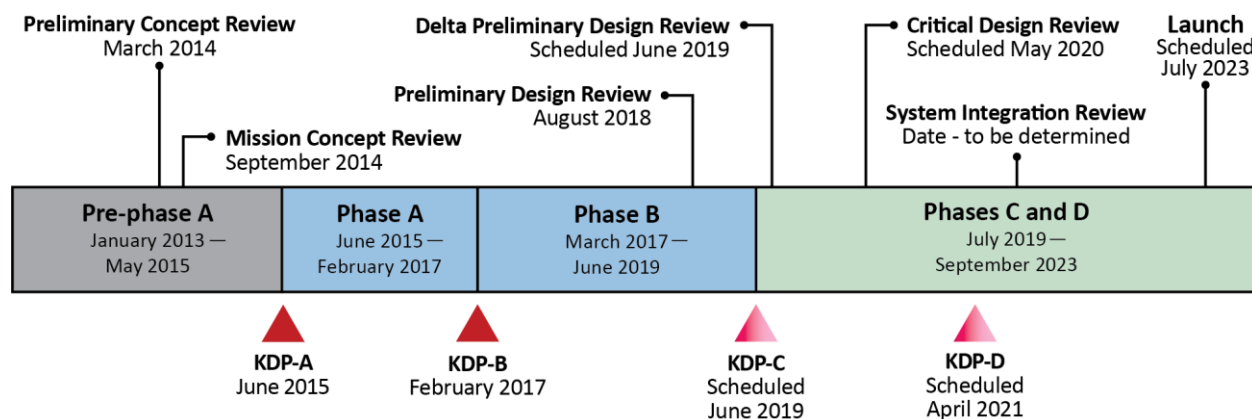 Preliminary Concept Review
March 2014
Delta Preliminary Design Review
Scheduled June 2019
Critical Design Review
Scheduled May 2020
Launch
Scheduled
July 2023
Preliminary Design Review
August 2018
System Integration Review
Date - to be determined
Mission Concept Review
September 2014
Pre-phase A
January 2013 —
May 2015
Phase A
June 2015 —
February 2017
Phase B
March 2017 —
June 2019
Phases C and D
July 2019 —
September 2023
KDP-A
June 2015
KDP-B
February 2017
KDP-C
Scheduled
June 2019
KDP-D
Scheduled
April 2021